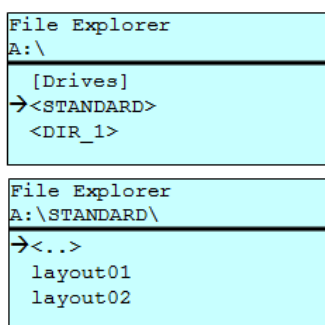 File Explorer
A:\
[Drives]
→<STANDARD>
<DIR_1>
File Explorer
A:\STANDARD\
→<..>
layout01
layout02